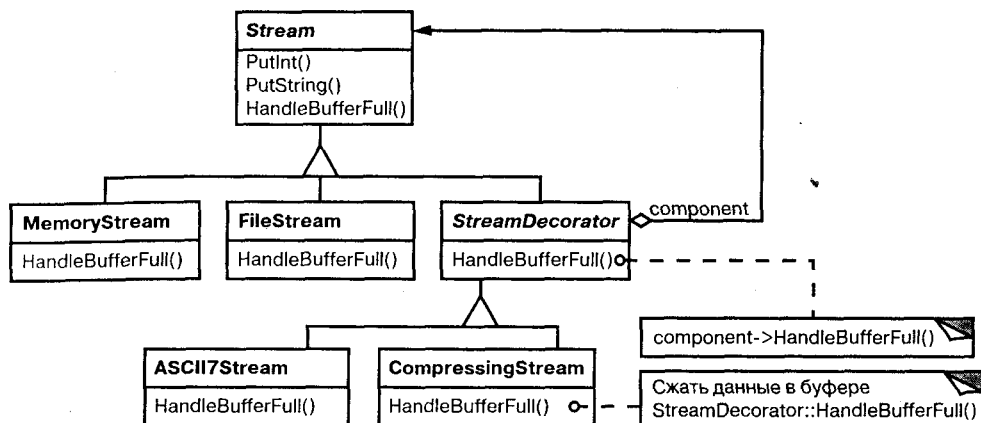 Stream
PutInt()
PutString()
HandleBufferFull()
MemoryStream
HandleBufferFull()
FileStream
HandleBufferFull()
StreamDecorator
HandleBufferFull()
component
component->HandleBufferFull()
ASCII7Stream
HandleBufferFull()
CompressingStream
HandleBufferFull()
Сжать данные в буфере
StreamDecorator::HandleBufferFull()